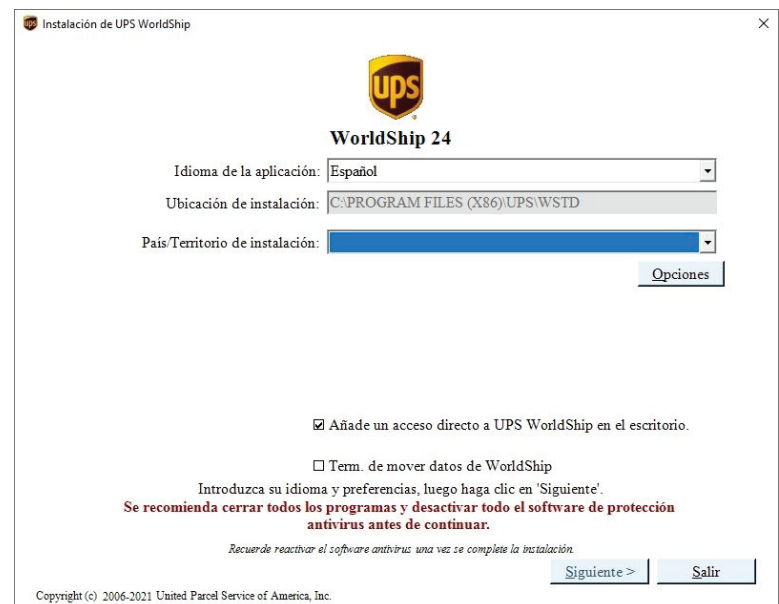 Instalación de UPS WorldShip
ups
WorldShip 24
Idioma de la aplicación: Español
Ubicación de instalación: C:\PROGRAM FILES (X86)\UPS\WSTD
País/Territorio de instalación:
Opciones
Añade un acceso directo a UPS WorldShip en el escritorio.
Term. de mover datos de WorldShip
Introduzca su idioma y preferencias, luego haga clic en 'Siguiente'.
Se recomienda cerrar todos los programas y desactivar todo el software de protección
antivirus antes de continuar.
Recuerde reactivar el software antivirus una vez se complete la instalación.
Siguiente > Salir
Copyright (c) 2006-2021 United Parcel Service of America, Inc.